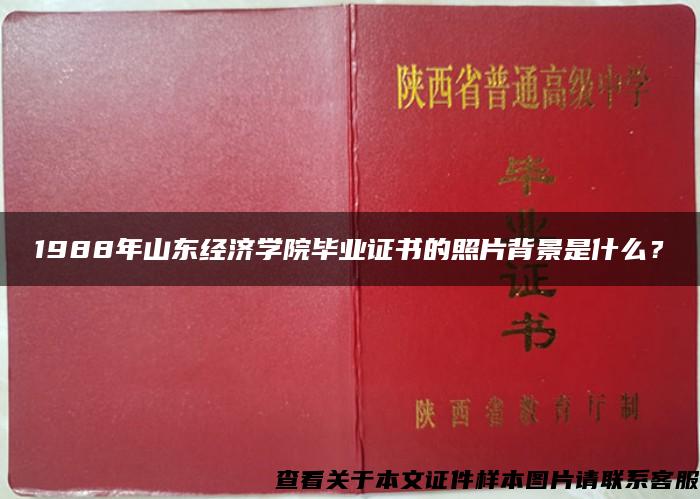 陕西省普通高级中学
毕
业
1988年山东经济学院毕业证书的照片背景是什么？
证
书
陕西省教育厅制
查看关于本文证件样本图片请联系客服